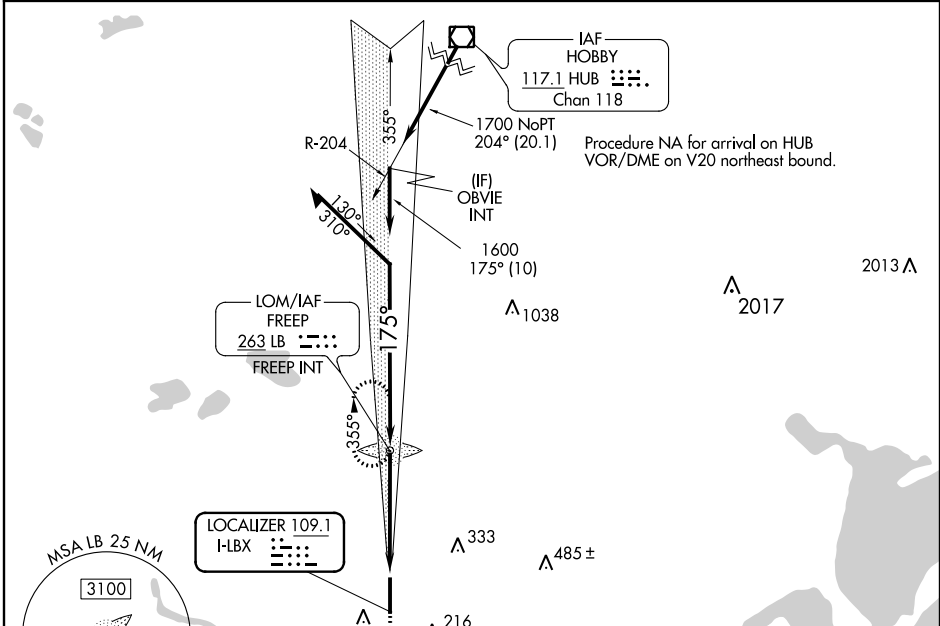 IAF
HOBBY
117.1 HUB
Chan 118
1700 NoPT
204° (20.1)
Procedure NA for arrival on HUB
VOR/DME on V20 northeast bound.
355°
R-204
(IF)
OBVIE
INT
130°
310°
1600
175° (10)
2013
2017
1038
LOM/IAF
FREEP
263 LB
FREEP INT
175°
355°
LOCALIZER 109.1
I-LBX
333
485 ±
MSA LB 25 NM
3100
216